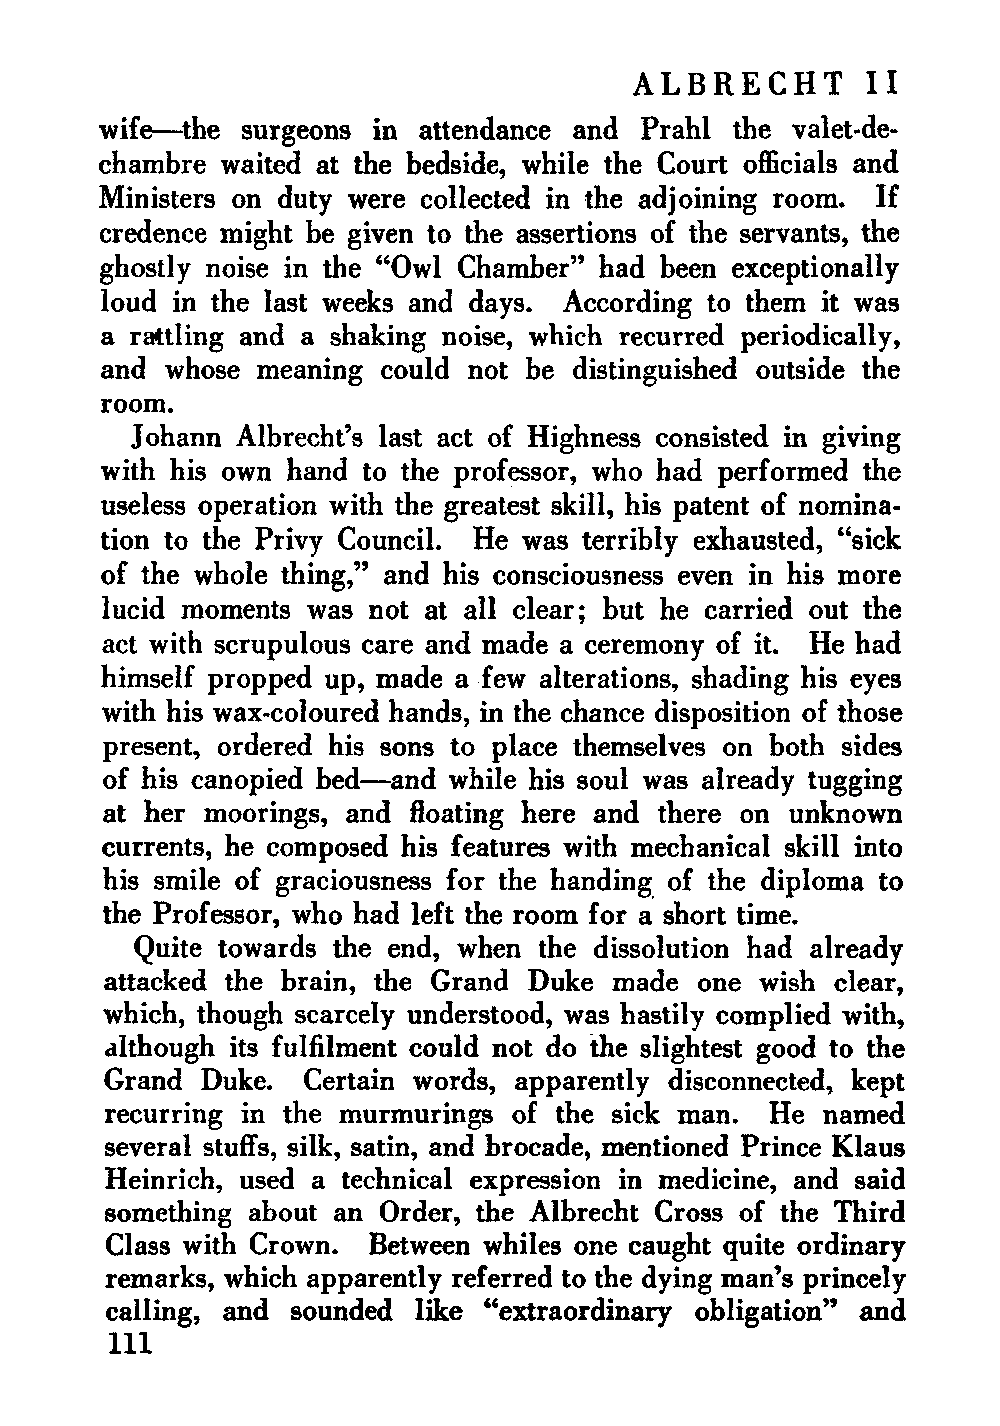 ALBRECHT II
wife—the surgeons in attendance and Prahl the valet-de-
chambre waited at the bedside, while the Court officials and
Ministers on duty were collected in the adjoining room. If
credence might be given to the assertions of the servants, the
ghostly noise in the “Owl Chamber” had been exceptionally
loud in the last weeks and days. According to them it was
a rattling and a shaking noise, which recurred periodically,
and whose meaning could not be distinguished outside the
room.
Johann Albrecht’s last act of Highness consisted in giving
with his own hand to the professor, who had performed the
useless operation with the greatest skill, his patent of nomina-
tion to the Privy Council. He was terribly exhausted, “sick
of the whole thing,” and his consciousness even in his more
lucid moments was not at all clear; but he carried out the
act with scrupulous care and made a ceremony of it. He had
himself propped up, made a few alterations, shading his eyes
with his wax-coloured hands, in the chance disposition of those
present, ordered his sons to place themselves on both sides
of his canopied bed—and while his soul was already tugging
at her moorings, and floating here and there on unknown
currents, he composed his features with mechanical skill into
his smile of graciousness for the handing of the diploma to
the Professor, who had left the room for a short time.
Quite towards the end, when the dissolution had already
attacked the brain, the Grand Duke made one wish clear,
which, though scarcely understood, was hastily complied with,
although its fulfilment could not do the slightest good to the
Grand Duke. Certain words, apparently disconnected, kept
recurring in the murmurings of the sick man. He named
several stuffs, silk, satin, and brocade, mentioned Prince Klaus
Heinrich, used a technical expression in medicine, and said
something about an Order, the Albrecht Cross of the Third
Class with Crown. Between whiles one caught quite ordinary
remarks, which apparently referred to the dying man’s princely
calling, and sounded like “extraordinary obligation” and
111